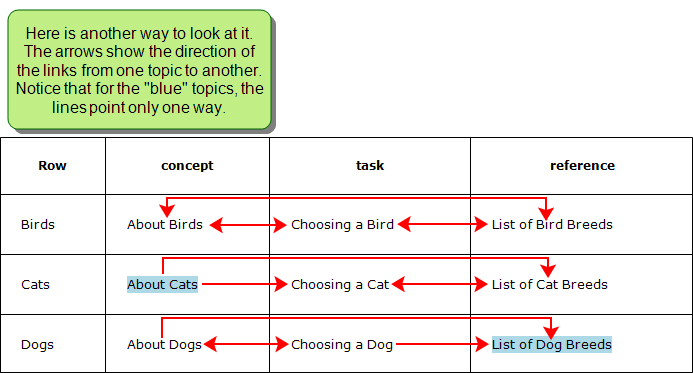 Here is another way to look at it.
The arrows show the direction of
the links from one topic to another.
Notice that for the "blue" topics, the
lines point only one way.
Row concept task reference
Birds About Birds Choosing a Bird List of Bird Breeds
Cats About Cats Choosing a Cat List of Cat Breeds
Dogs About Dogs Choosing a Dog List of Dog Breeds